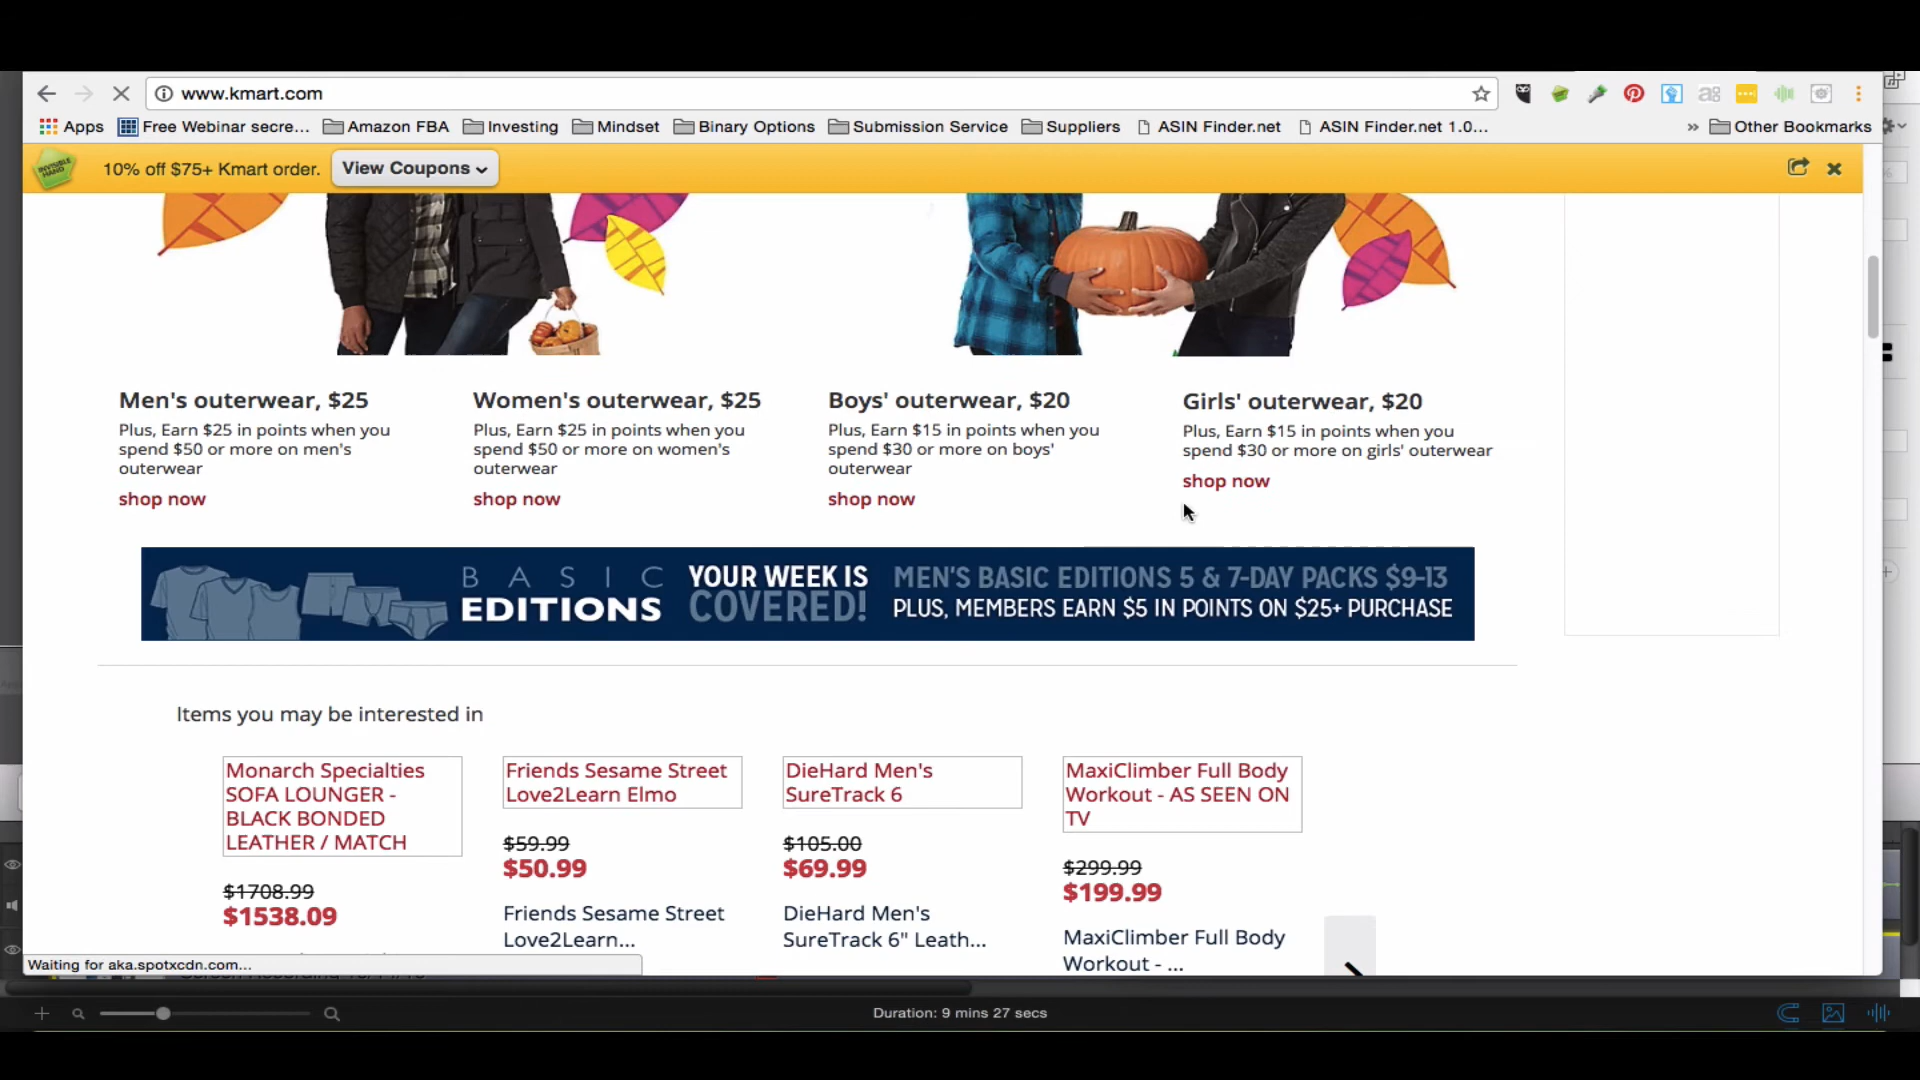 www.kmart.com
Apps Free Webinar secre... Amazon FBA Investing Mindset Binary Options Submission Service Suppliers ASIN Finder.net ASIN Finder.net 1.0... » Other Bookmarks
INVISIBLE HAND 10% off $75+ Kmart order. View Coupons
Men's outerwear, $25
Plus, Earn $25 in points when you
spend $50 or more on men's
outerwear
shop now
Women's outerwear, $25
Plus, Earn $25 in points when you
spend $50 or more on women's
outerwear
shop now
Boys' outerwear, $20
Plus, Earn $15 in points when you
spend $30 or more on boys'
outerwear
shop now
Girls' outerwear, $20
Plus, Earn $15 in points when you
spend $30 or more on girls' outerwear
shop now
BASIC
EDITIONS
YOUR WEEK IS
COVERED!
MEN'S BASIC EDITIONS 5 & 7-DAY PACKS $9-13
PLUS, MEMBERS EARN $5 IN POINTS ON $25+ PURCHASE
Items you may be interested in
Monarch Specialties
SOFA LOUNGER -
BLACK BONDED
LEATHER / MATCH
$1708.99
$1538.09
Friends Sesame Street
Love2Learn Elmo
$59.99
$50.99
Friends Sesame Street
Love2Learn...
DieHard Men's
SureTrack 6
$105.00
$69.99
DieHard Men's
SureTrack 6" Leath...
MaxiClimber Full Body
Workout - AS SEEN ON
TV
$299.99
$199.99
MaxiClimber Full Body
Workout - ...
Waiting for aka.spotxcdn.com...
Duration: 9 mins 27 secs